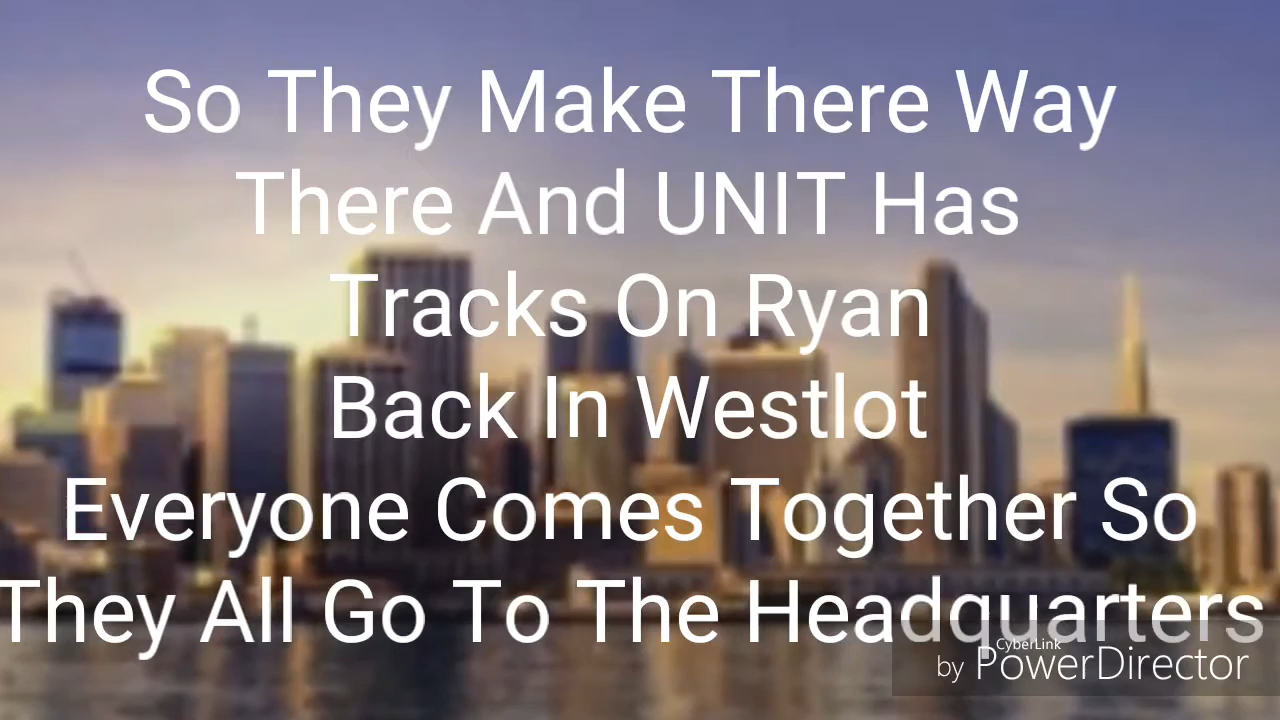 So They Make There Way
There And UNIT Has
Tracks On Ryan
Back In Westlot
Everyone Comes Together So
They All Go To The Headquarters
CyberLink
by PowerDirector